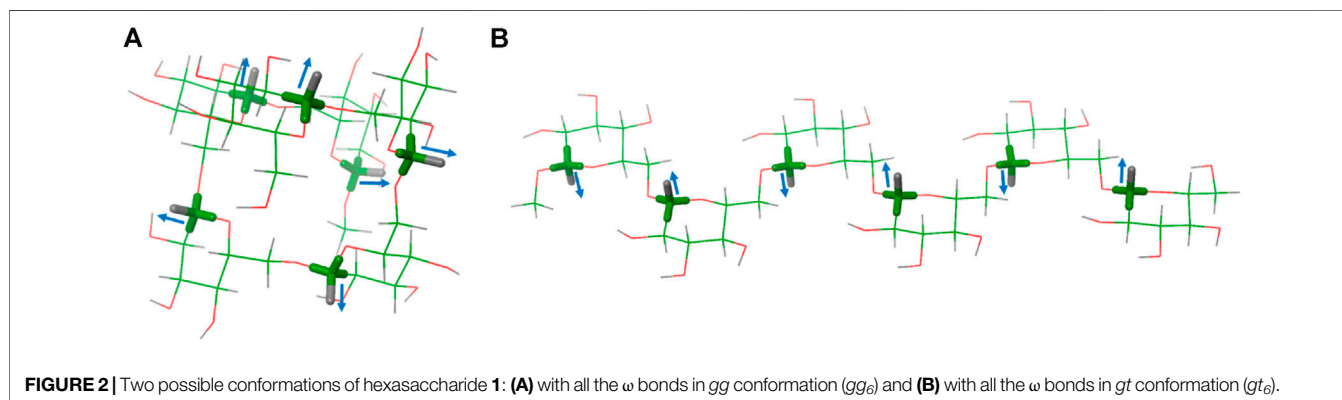 A
B
FIGURE 2 | Two possible conformations of hexasaccharide 1: (A) with all the ω bonds in gg conformation (gg6) and (B) with all the ω bonds in gt conformation (gt6).